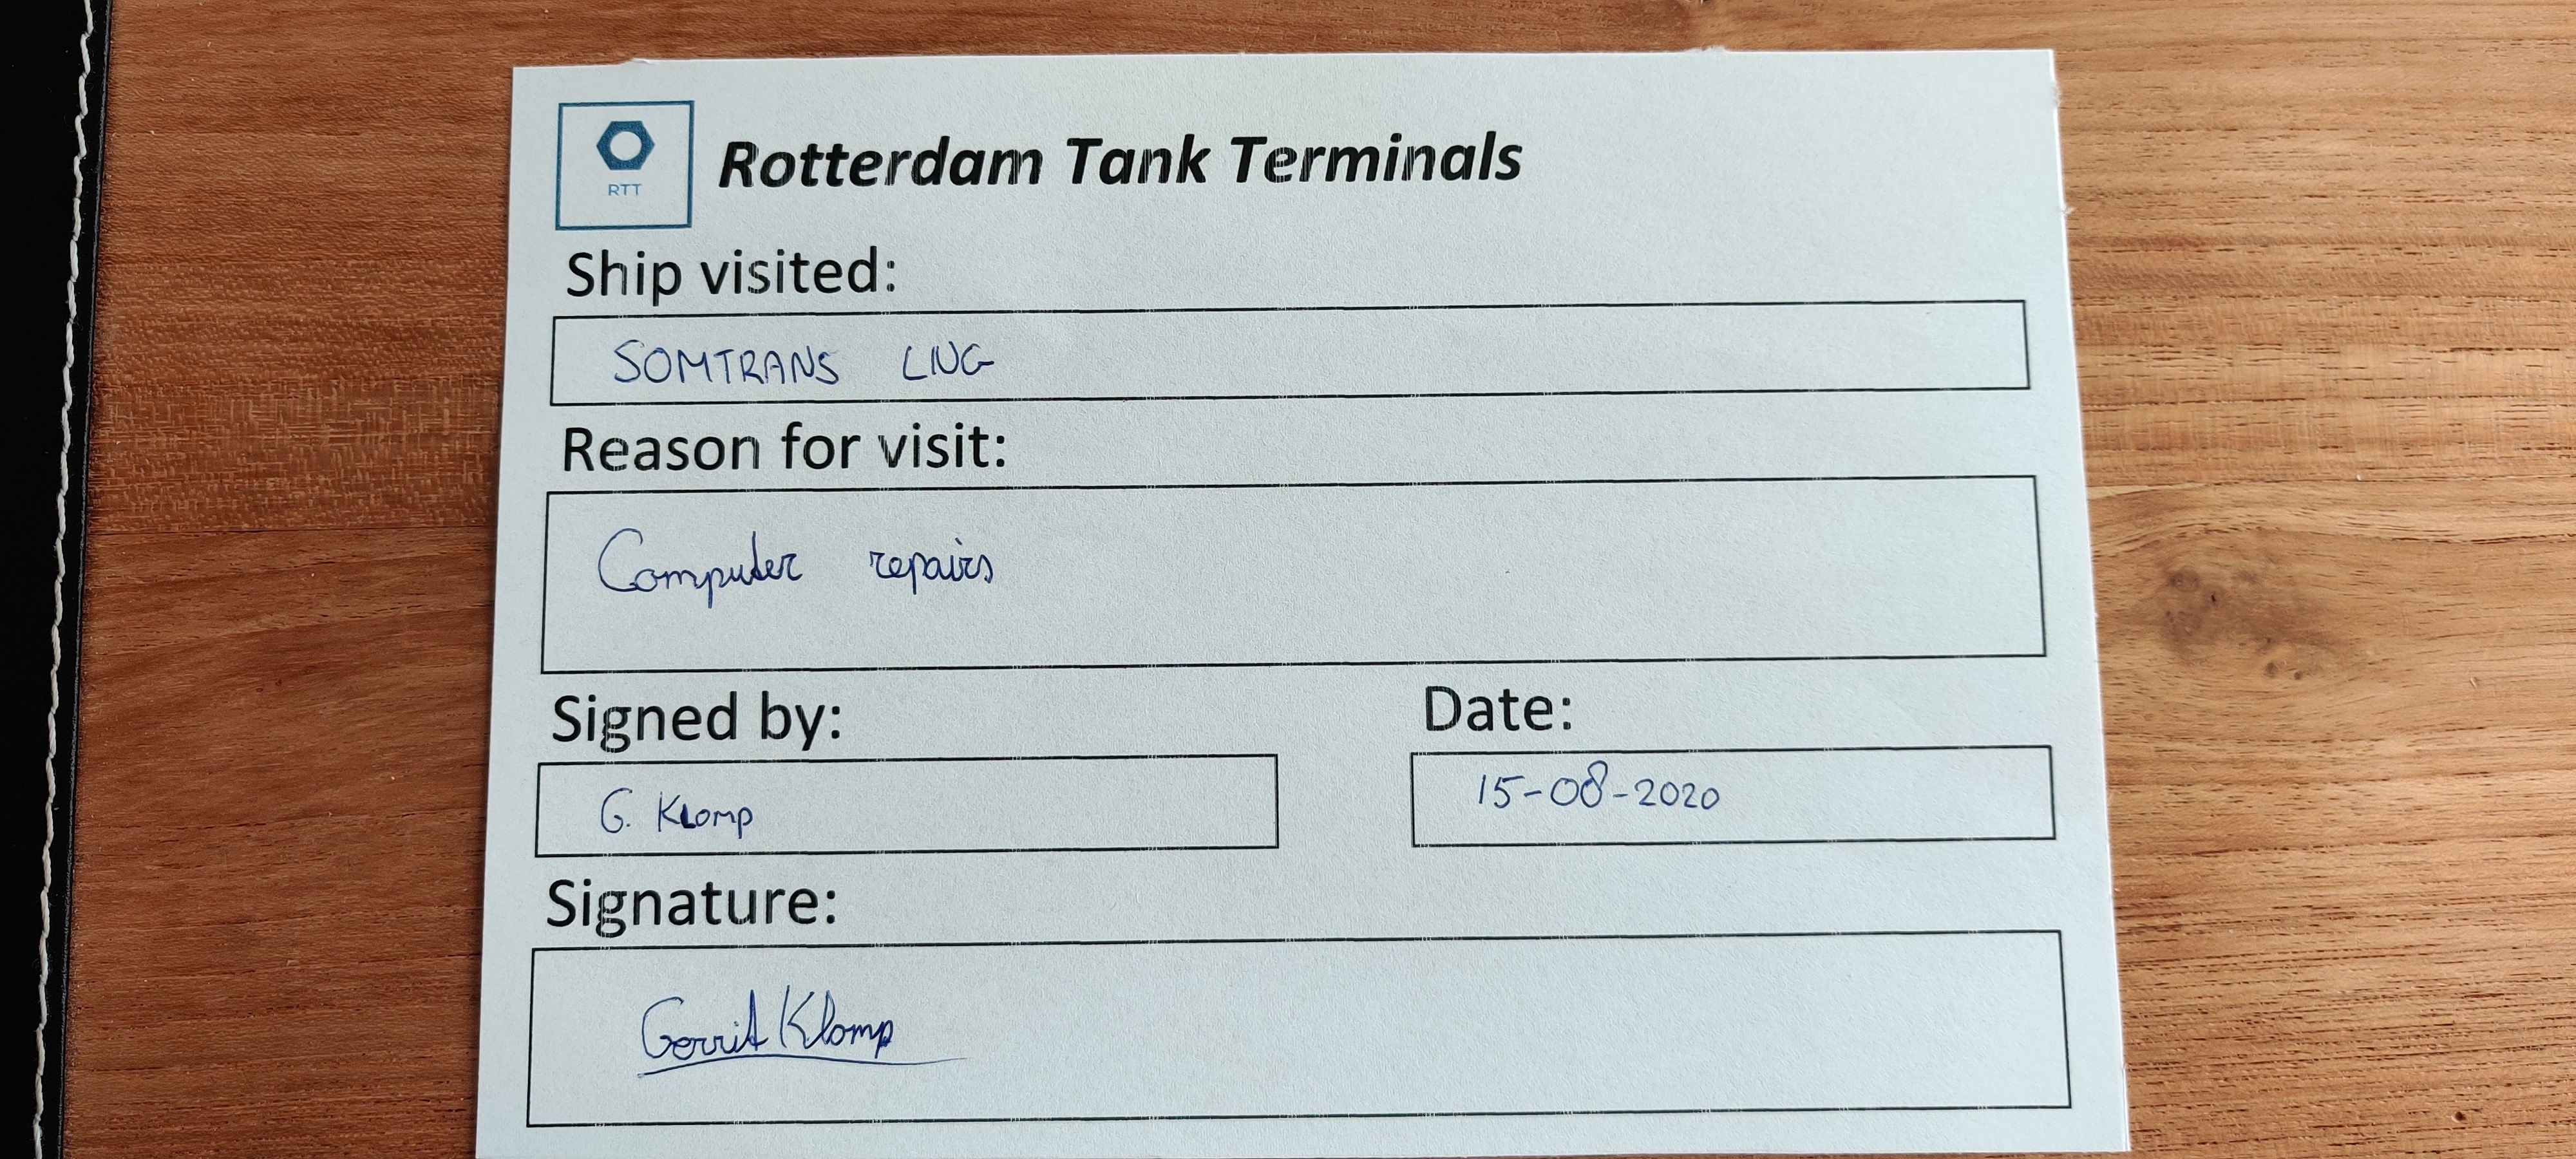 RTT
Rotterdam Tank Terminals
Ship visited:
SOMTRANS LNG
Reason for visit:
Computer repairs
Signed by:
G. Klomp
Date:
15-08-2020
Signature:
Gerrit Klomp